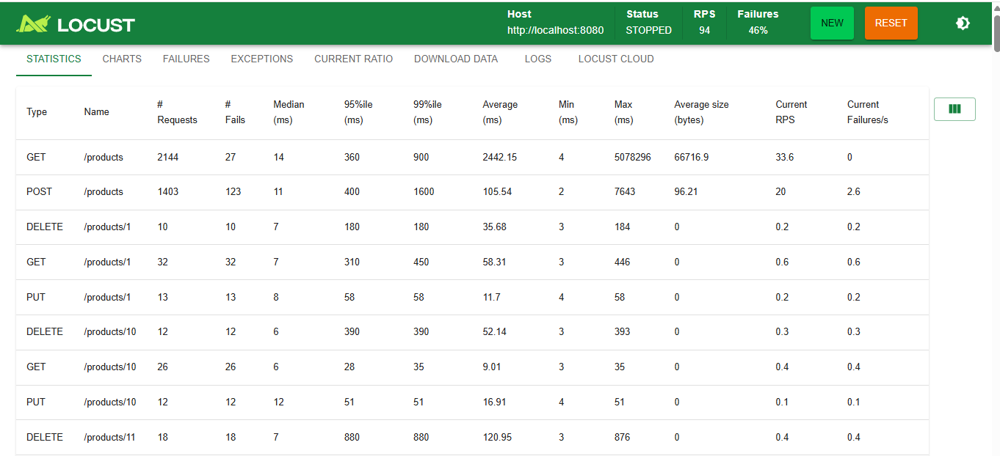 LOCUST
Host
http://localhost:8080
Status
STOPPED
RPS
94
Failures
46%
NEW
RESET
STATISTICS CHARTS FAILURES EXCEPTIONS CURRENT RATIO DOWNLOAD DATA LOGS LOCUST CLOUD
Type Name # Requests # Fails Median (ms) 95%ile (ms) 99%ile (ms) Average (ms) Min (ms) Max (ms) Average size (bytes) Current RPS Current Failures/s
GET /products 2144 27 14 360 900 2442.15 4 5078296 66716.9 33.6 0
POST /products 1403 123 11 400 1600 105.54 2 7643 96.21 20 2.6
DELETE /products/1 10 10 7 180 180 35.68 3 184 0 0.2 0.2
GET /products/1 32 32 7 310 450 58.31 3 446 0 0.6 0.6
PUT /products/1 13 13 8 58 58 11.7 4 58 0 0.2 0.2
DELETE /products/10 12 12 6 390 390 52.14 3 393 0 0.3 0.3
GET /products/10 26 26 6 28 35 9.01 3 35 0 0.4 0.4
PUT /products/10 12 12 12 51 51 16.91 4 51 0 0.1 0.1
DELETE /products/11 18 18 7 880 880 120.95 3 876 0 0.4 0.4